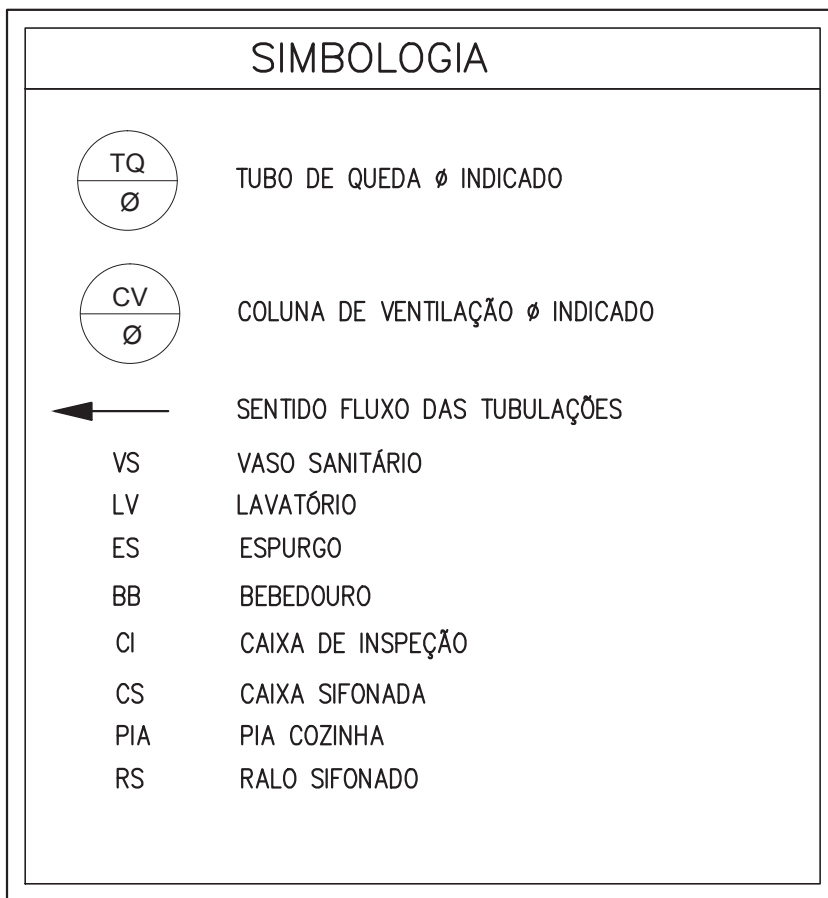 SIMBOLOGIA
TQ
Ø
TUBO DE QUEDA Ø INDICADO
CV
Ø
COLUNA DE VENTILAÇÃO Ø INDICADO
SENTIDO FLUXO DAS TUBULAÇÕES
VS VASO SANITÁRIO
LV LAVATÓRIO
ES ESPURGO
BB BEBEDOURO
CI CAIXA DE INSPEÇÃO
CS CAIXA SIFONADA
PIA PIA COZINHA
RS RALO SIFONADO